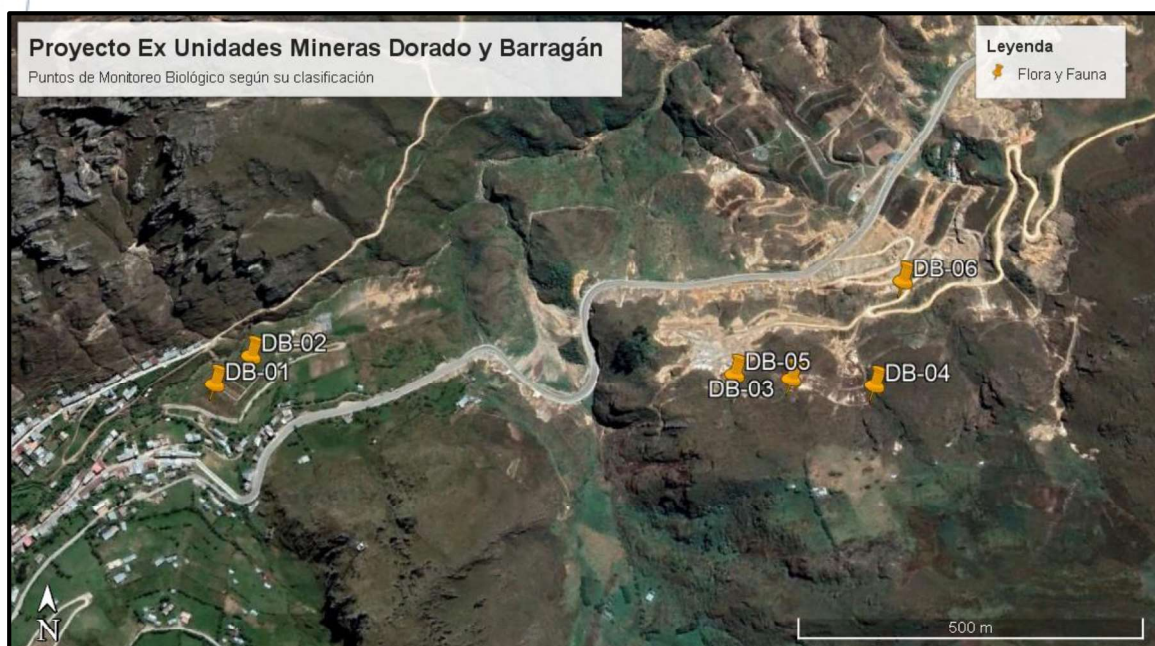 Proyecto Ex Unidades Mineras Dorado y Barragán
Puntos de Monitoreo Biológico según su clasificación
Leyenda
Flora y Fauna
DB-06
DB-02
DB-01
DB-05
DB-03
DB-04
N
500 m